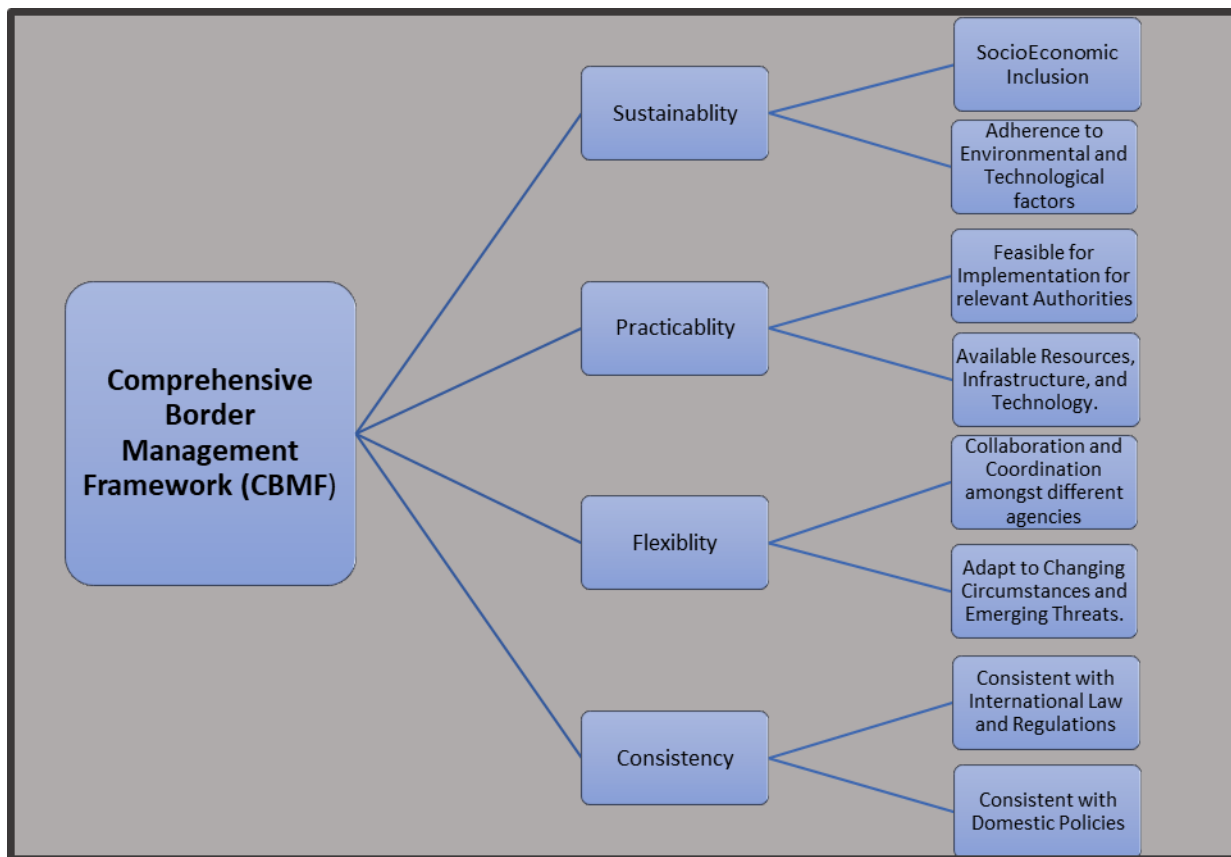 Comprehensive
Border
Management
Framework (CBMF)
Sustainablity
SocioEconomic
Inclusion
Adherence to
Environmental and
Technological
factors
Practicablity
Feasible for
Implementation for
relevant Authorities
Available Resources,
Infrastructure, and
Technology.
Flexiblity
Collaboration and
Coordination
amongst different
agencies
Adapt to Changing
Circumstances and
Emerging Threats.
Consistency
Consistent with
International Law
and Regulations
Consistent with
Domestic Policies